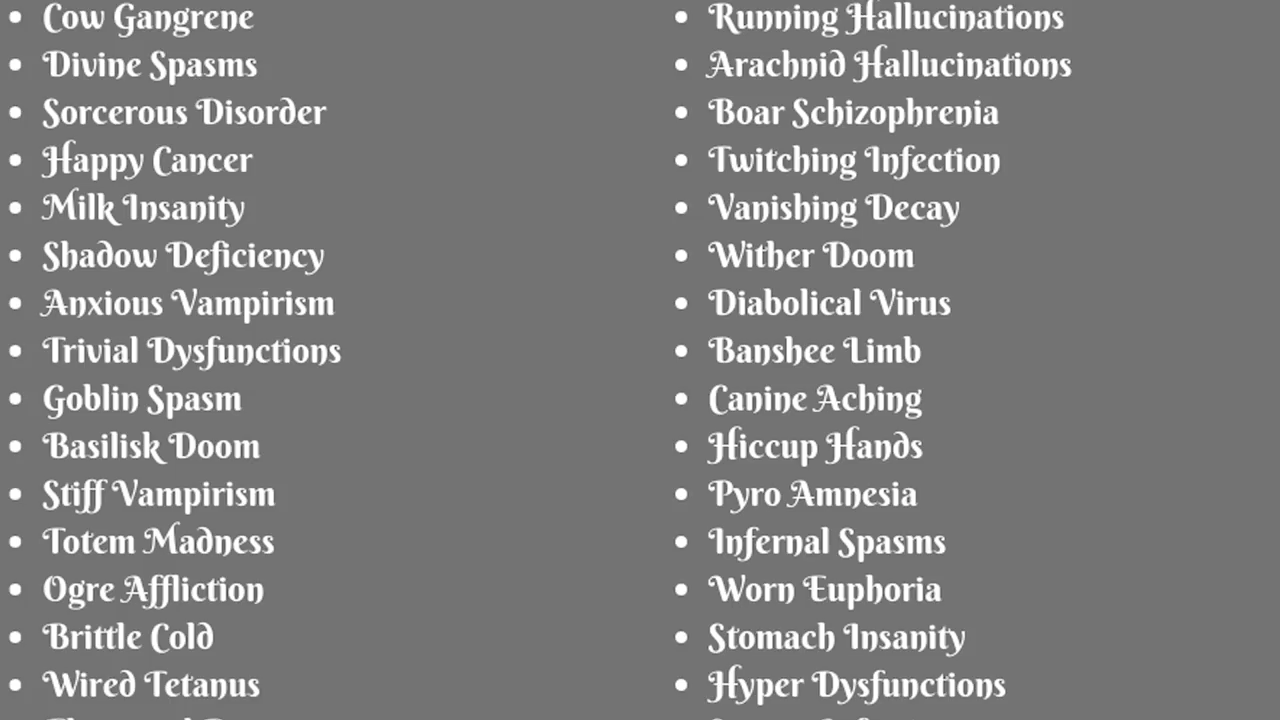 • Cow Gangrene
• Divine Spasms
• Sorcerous Disorder
• Happy Cancer
• Milk Insanity
• Shadow Deficiency
• Anxious Vampirism
• Trivial Dysfunctions
• Goblin Spasm
• Basilisk Doom
• Stiff Vampirism
• Totem Madness
• Ogre Affliction
• Brittle Cold
• Wired Tetanus
• Running Hallucinations
• Arachnid Hallucinations
• Boar Schizophrenia
• Twitching Infection
• Vanishing Decay
• Wither Doom
• Diabolical Virus
• Banshee Limb
• Canine Aching
• Hiccup Hands
• Pyro Amnesia
• Infernal Spasms
• Worn Euphoria
• Stomach Insanity
• Hyper Dysfunctions